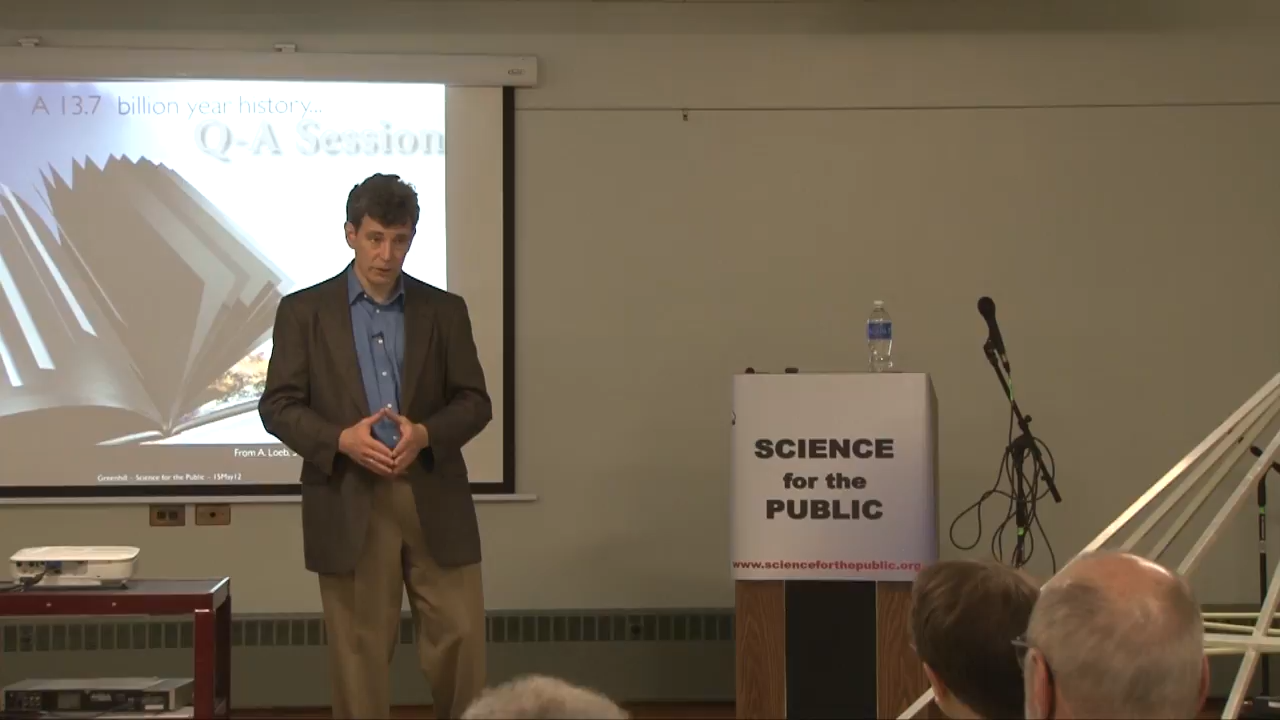 A 13.7 billion year history...
Q-A Session
From A. Loeb,
Greenhill - Science for the Public - 15May12
SCIENCE
for the
PUBLIC
www.scienceforthepublic.org